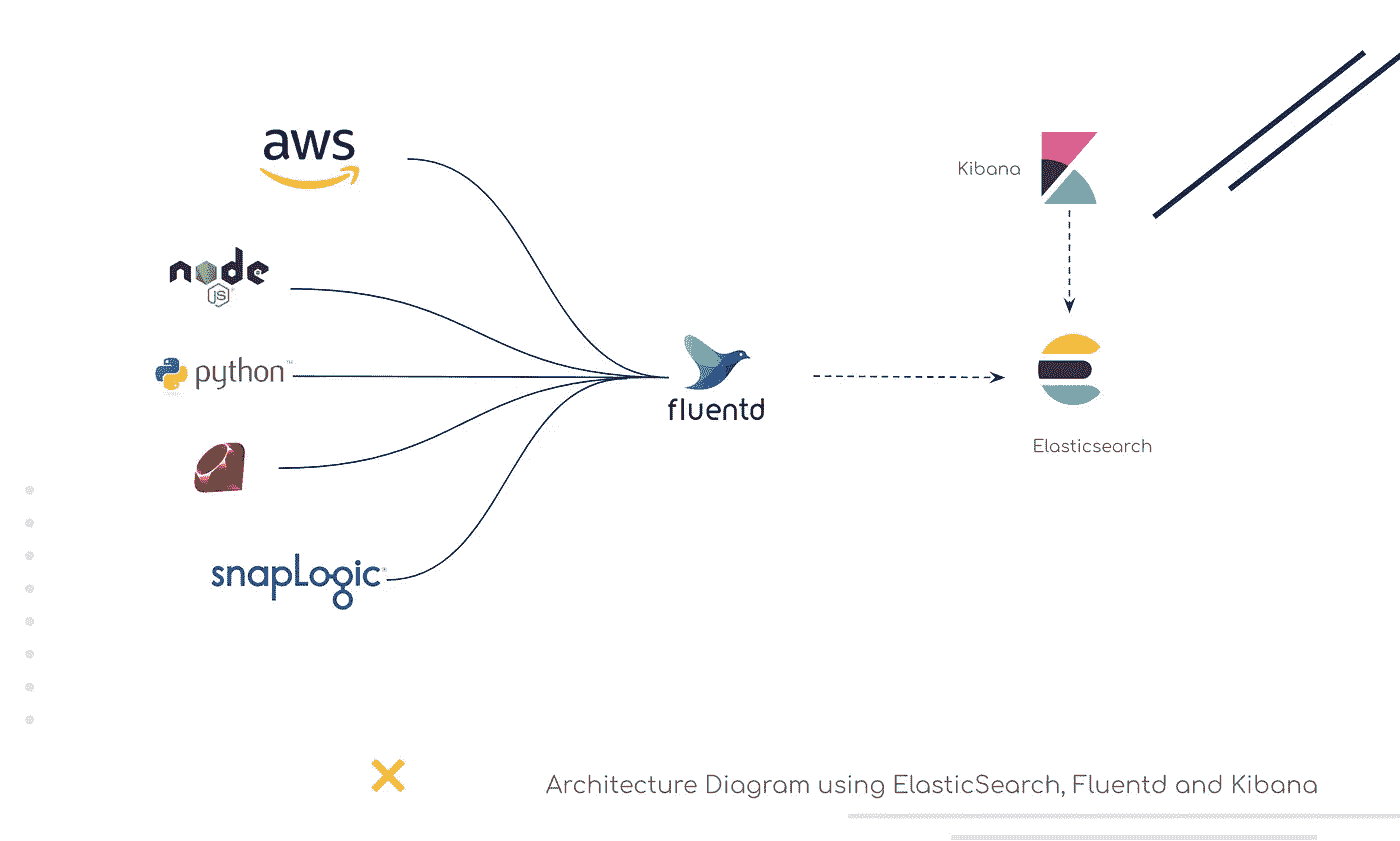 aws
Kibana
node
JS
python™
fluentd
Elasticsearch
snapLogic
Architecture Diagram using ElasticSearch, Fluentd and Kibana